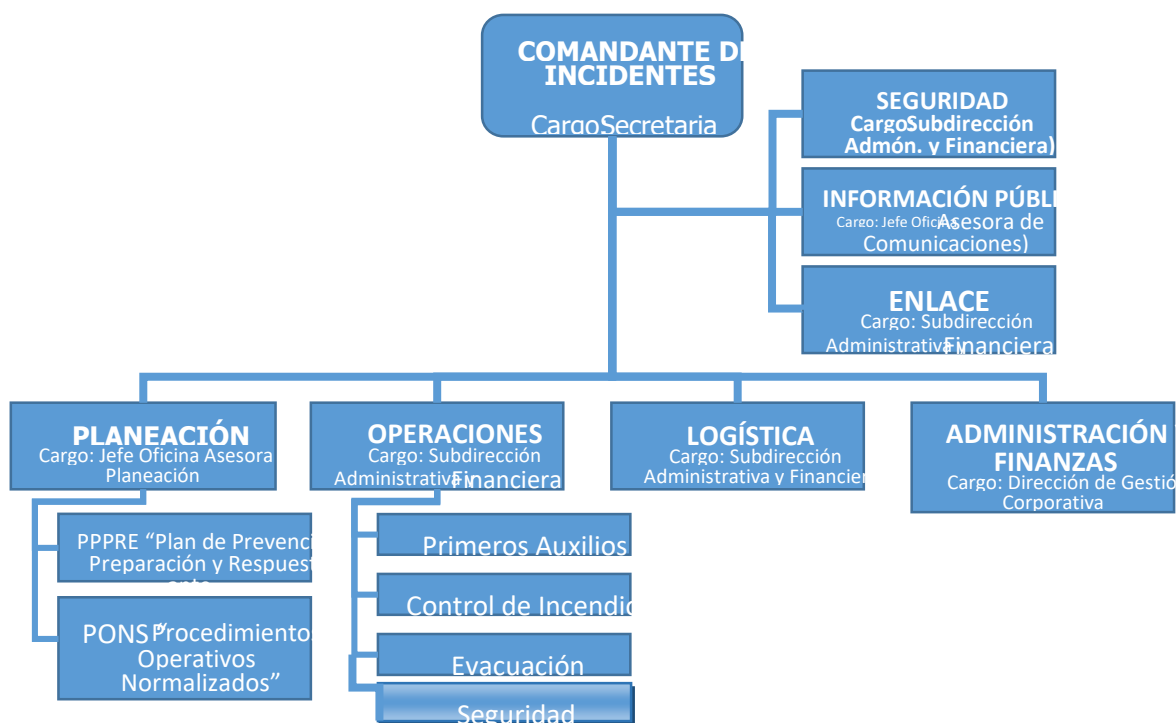 COMANDANTE DE
INCIDENTES
CargoSecretaria
SEGURIDAD
CargoSubdirección
Admón. y Financiera)
INFORMACIÓN PÚBLI
Cargo: Jefe Oficina Asesora de
Comunicaciones)
ENLACE
Cargo: Subdirección
Administrativa y Financiera
PLANEACIÓN
Cargo: Jefe Oficina Asesora
Planeación
PPPRE “Plan de Prevenci
Preparación y Respuest
ante
PONS “Procedimientos
Operativos
Normalizados”
OPERACIONES
Cargo: Subdirección
Administrativa y Financiera
Primeros Auxilios
Control de Incendio
Evacuación
Seguridad
LOGÍSTICA
Cargo: Subdirección
Administrativa y Financier
ADMINISTRACIÓN Y
FINANZAS
Cargo: Dirección de Gestió
Corporativa